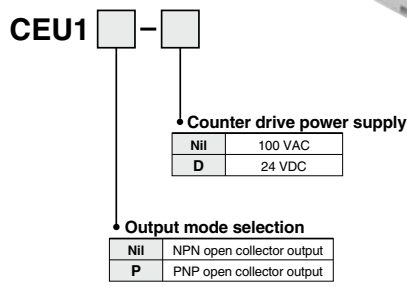 CEU1 –
Counter drive power supply
Nil 100 VAC
D 24 VDC
Output mode selection
Nil NPN open collector output
P PNP open collector output